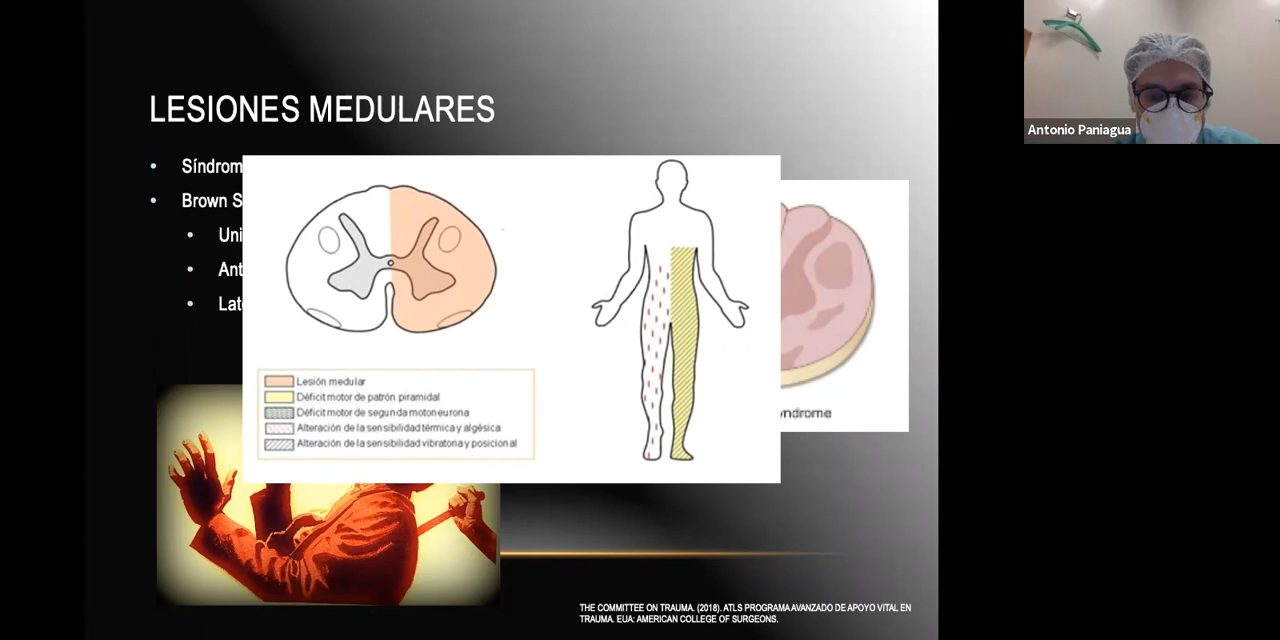 LESIONES MEDULARES
• Síndrom
• Brown S
• Uni
• Ant
• Lat
Lesión medular
Déficit motor de patrón piramidal
Déficit motor de segunda motoneurona
Alteración de la sensibilidad térmica y algésica
Alteración de la sensibilidad vibratoria y posicional
yndrome
THE COMMITTEE ON TRAUMA. (2018). ATLS PROGRAMA AVANZADO DE APOYO VITAL EN
TRAUMA. EUA: AMERICAN COLLEGE OF SURGEONS.
Antonio Paniagua